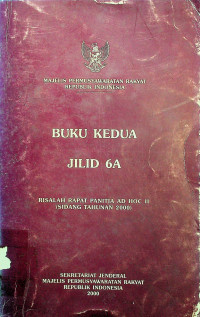 MAJELIS PERMUSYAWARATAN RAKYAT
REPUBLIK INDONESIA
BUKU KEDUA
JILID 6A
RISALAH RAPAT PANITIA AD HOC II
(SIDANG TAHUNAN 2000)
SEKRETARIAT JENDERAL
MAJELIS PERMUSYAWARATAN RAKYAT
REPUBLIK INDONESIA
2000